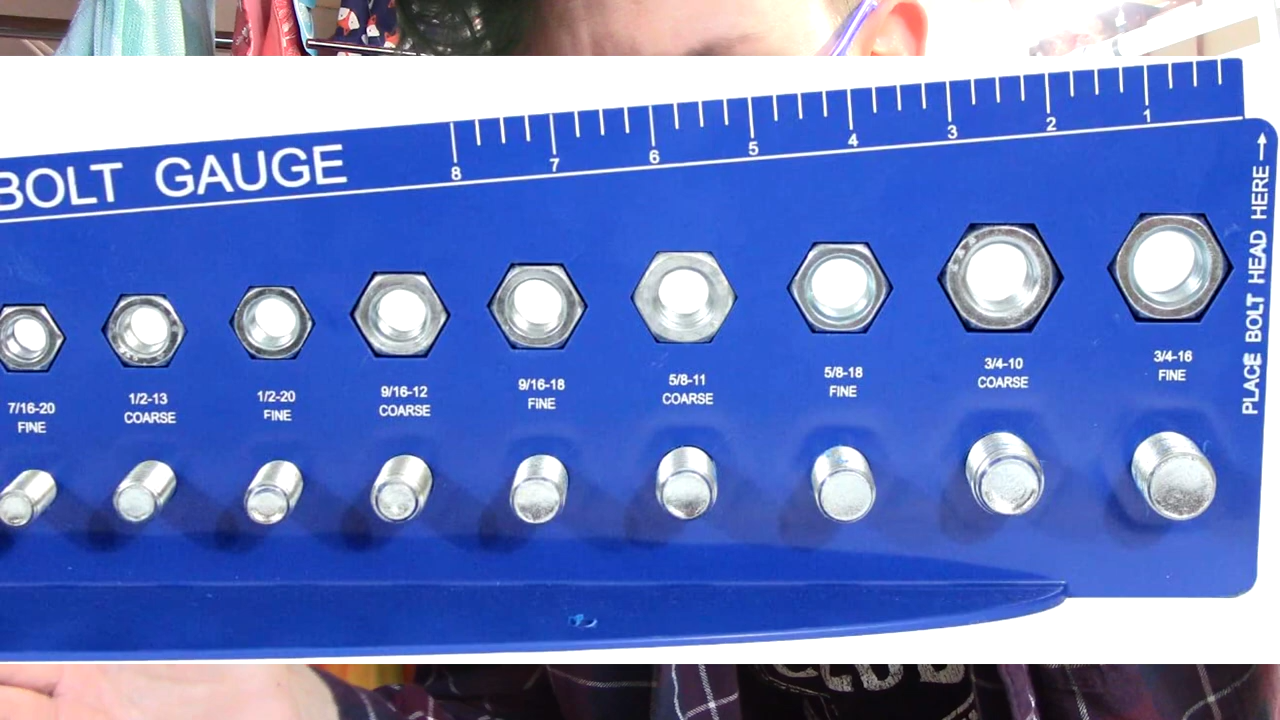 BOLT GAUGE
8 7 6 5 4 3 2 1
PLACE BOLT HEAD HERE →
7/16-20
FINE
1/2-13
COARSE
1/2-20
FINE
9/16-12
COARSE
9/16-18
FINE
5/8-11
COARSE
5/8-18
FINE
3/4-10
COARSE
3/4-16
FINE